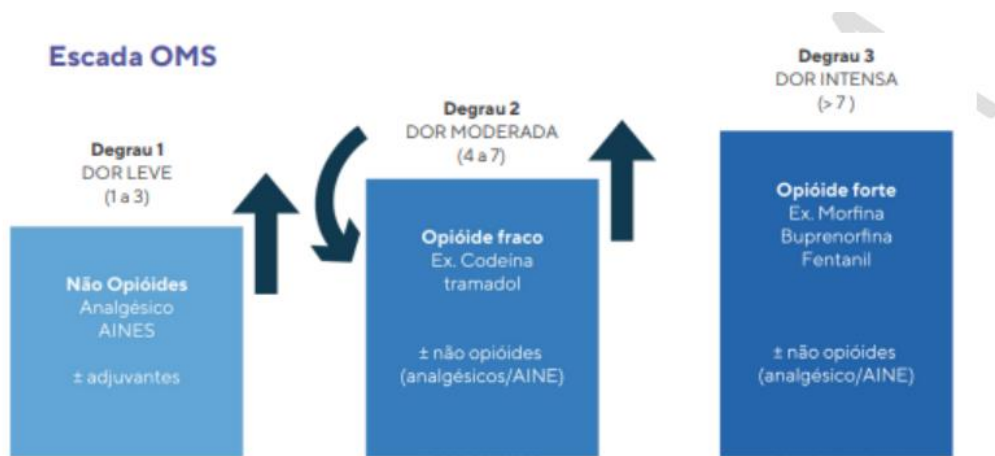 Escada OMS
Degrau 1
DOR LEVE
(1 a 3)
Não Opióides
Analgésico
AINES
± adjuvantes
Degrau 2
DOR MODERADA
(4 a 7)
Opióide fraco
Ex. Codeína
tramadol
± não opióides
(analgésicos/AINE)
Degrau 3
DOR INTENSA
(> 7 )
Opióide forte
Ex. Morfina
Buprenorfina
Fentanil
± não opióides
(analgésico/AINE)